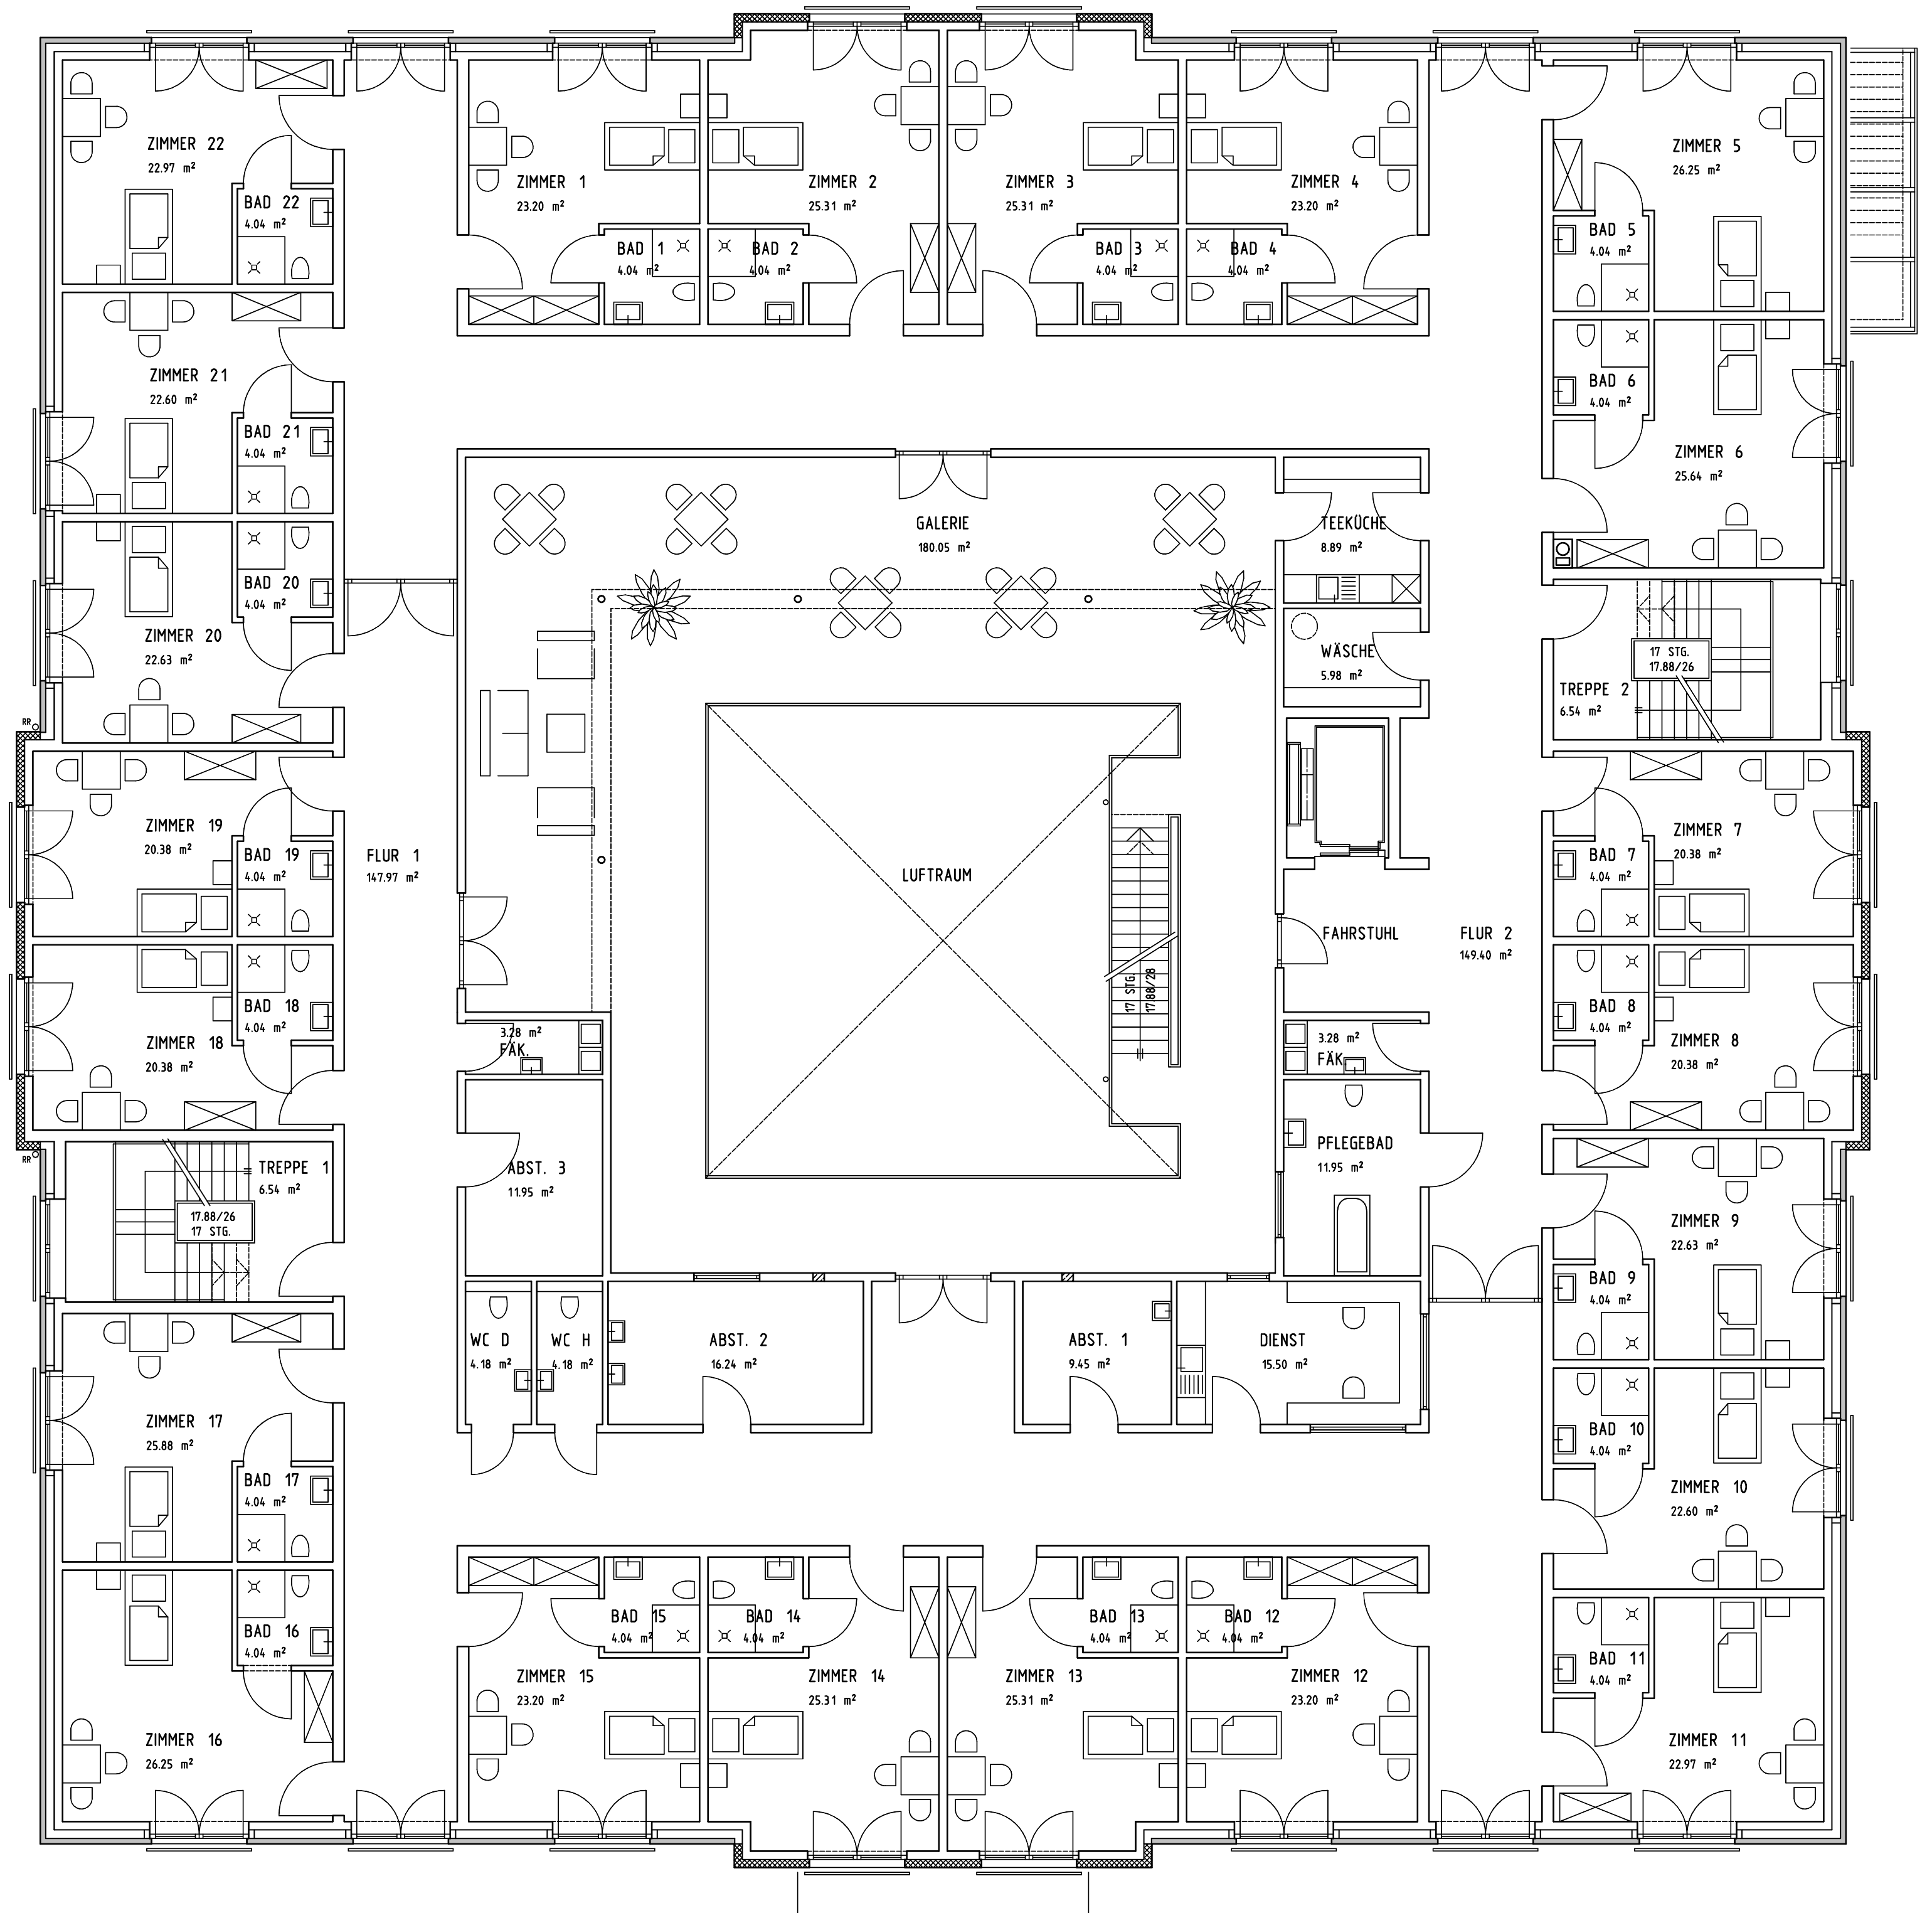 ZIMMER 22
22.97 m²
BAD 22
4.04 m²
ZIMMER 1
23.20 m²
BAD 1
4.04 m²
ZIMMER 2
25.31 m²
BAD 2
4.04 m²
ZIMMER 3
25.31 m²
BAD 3
4.04 m²
ZIMMER 4
23.20 m²
BAD 4
4.04 m²
ZIMMER 5
26.25 m²
BAD 5
4.04 m²
ZIMMER 21
22.60 m²
BAD 21
4.04 m²
BAD 6
4.04 m²
ZIMMER 6
25.64 m²
GALERIE
180.05 m²
TEEKÜCHE
8.89 m²
BAD 20
4.04 m²
ZIMMER 20
22.63 m²
WÄSCHE
5.98 m²
17 STG.
17.88/26
TREPPE 2
6.54 m²
RR
ZIMMER 19
20.38 m²
BAD 19
4.04 m²
FLUR 1
147.97 m²
LUFTRAUM
ZIMMER 7
20.38 m²
BAD 7
4.04 m²
FAHRSTUHL
FLUR 2
149.40 m²
17 STG.
17.88/28
BAD 18
4.04 m²
ZIMMER 18
20.38 m²
3.28 m²
FÄK.
3.28 m²
FÄK.
BAD 8
4.04 m²
ZIMMER 8
20.38 m²
RR
TREPPE 1
6.54 m²
17.88/26
17 STG.
ABST. 3
11.95 m²
PFLEGEBAD
11.95 m²
ZIMMER 9
22.63 m²
BAD 9
4.04 m²
WC D
4.18 m²
WC H
4.18 m²
ABST. 2
16.24 m²
ABST. 1
9.45 m²
DIENST
15.50 m²
ZIMMER 17
25.88 m²
BAD 17
4.04 m²
BAD 10
4.04 m²
ZIMMER 10
22.60 m²
BAD 16
4.04 m²
ZIMMER 16
26.25 m²
BAD 15
4.04 m²
ZIMMER 15
23.20 m²
BAD 14
4.04 m²
ZIMMER 14
25.31 m²
BAD 13
4.04 m²
ZIMMER 13
25.31 m²
BAD 12
4.04 m²
ZIMMER 12
23.20 m²
BAD 11
4.04 m²
ZIMMER 11
22.97 m²